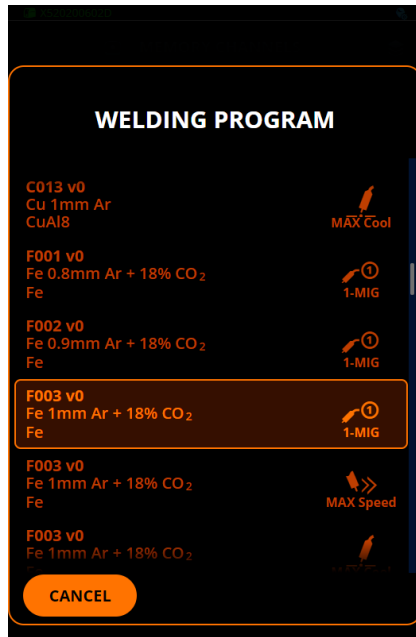 WELDING PROGRAM
C013 v0
Cu 1mm Ar
CuAl8
MAX Cool
F001 v0
Fe 0.8mm Ar + 18% CO₂
Fe
1
1-MIG
F002 v0
Fe 0.9mm Ar + 18% CO₂
Fe
1
1-MIG
F003 v0
Fe 1mm Ar + 18% CO₂
Fe
1
1-MIG
F003 v0
Fe 1mm Ar + 18% CO₂
Fe
MAX Speed
F003 v0
Fe 1mm Ar + 18% CO₂
CANCEL